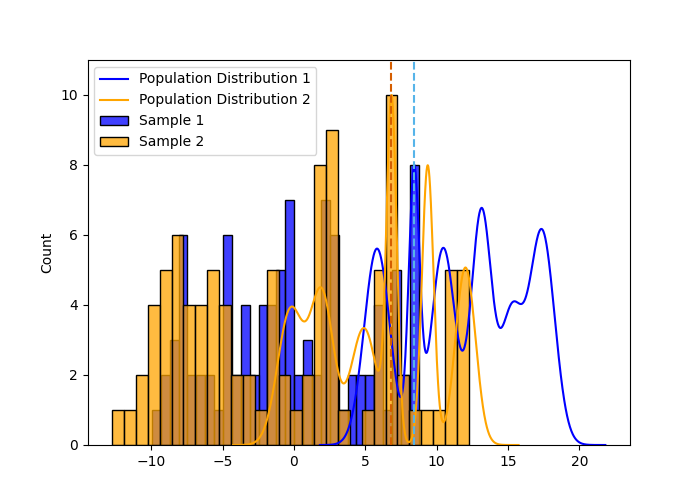 Population Distribution 1
Population Distribution 2
Sample 1
Sample 2
Count
10
8
6
4
2
0
−10 −5 0 5 10 15 20